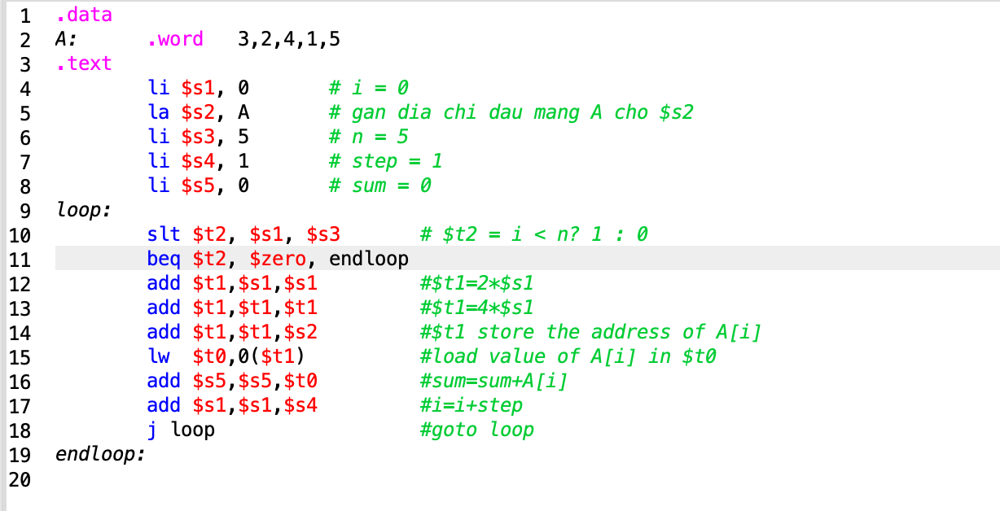 1 .data
2 A: .word 3,2,4,1,5
3 .text
4 li $s1, 0 # i = 0
5 la $s2, A # gan dia chi dau mang A cho $s2
6 li $s3, 5 # n = 5
7 li $s4, 1 # step = 1
8 li $s5, 0 # sum = 0
9 loop:
10 slt $t2, $s1, $s3 # $t2 = i < n? 1 : 0
11 beq $t2, $zero, endloop
12 add $t1,$s1,$s1 #$t1=2*$s1
13 add $t1,$t1,$t1 #$t1=4*$s1
14 add $t1,$t1,$s2 #$t1 store the address of A[i]
15 lw $t0,0($t1) #load value of A[i] in $t0
16 add $s5,$s5,$t0 #sum=sum+A[i]
17 add $s1,$s1,$s4 #i=i+step
18 j loop #goto loop
19 endloop:
20